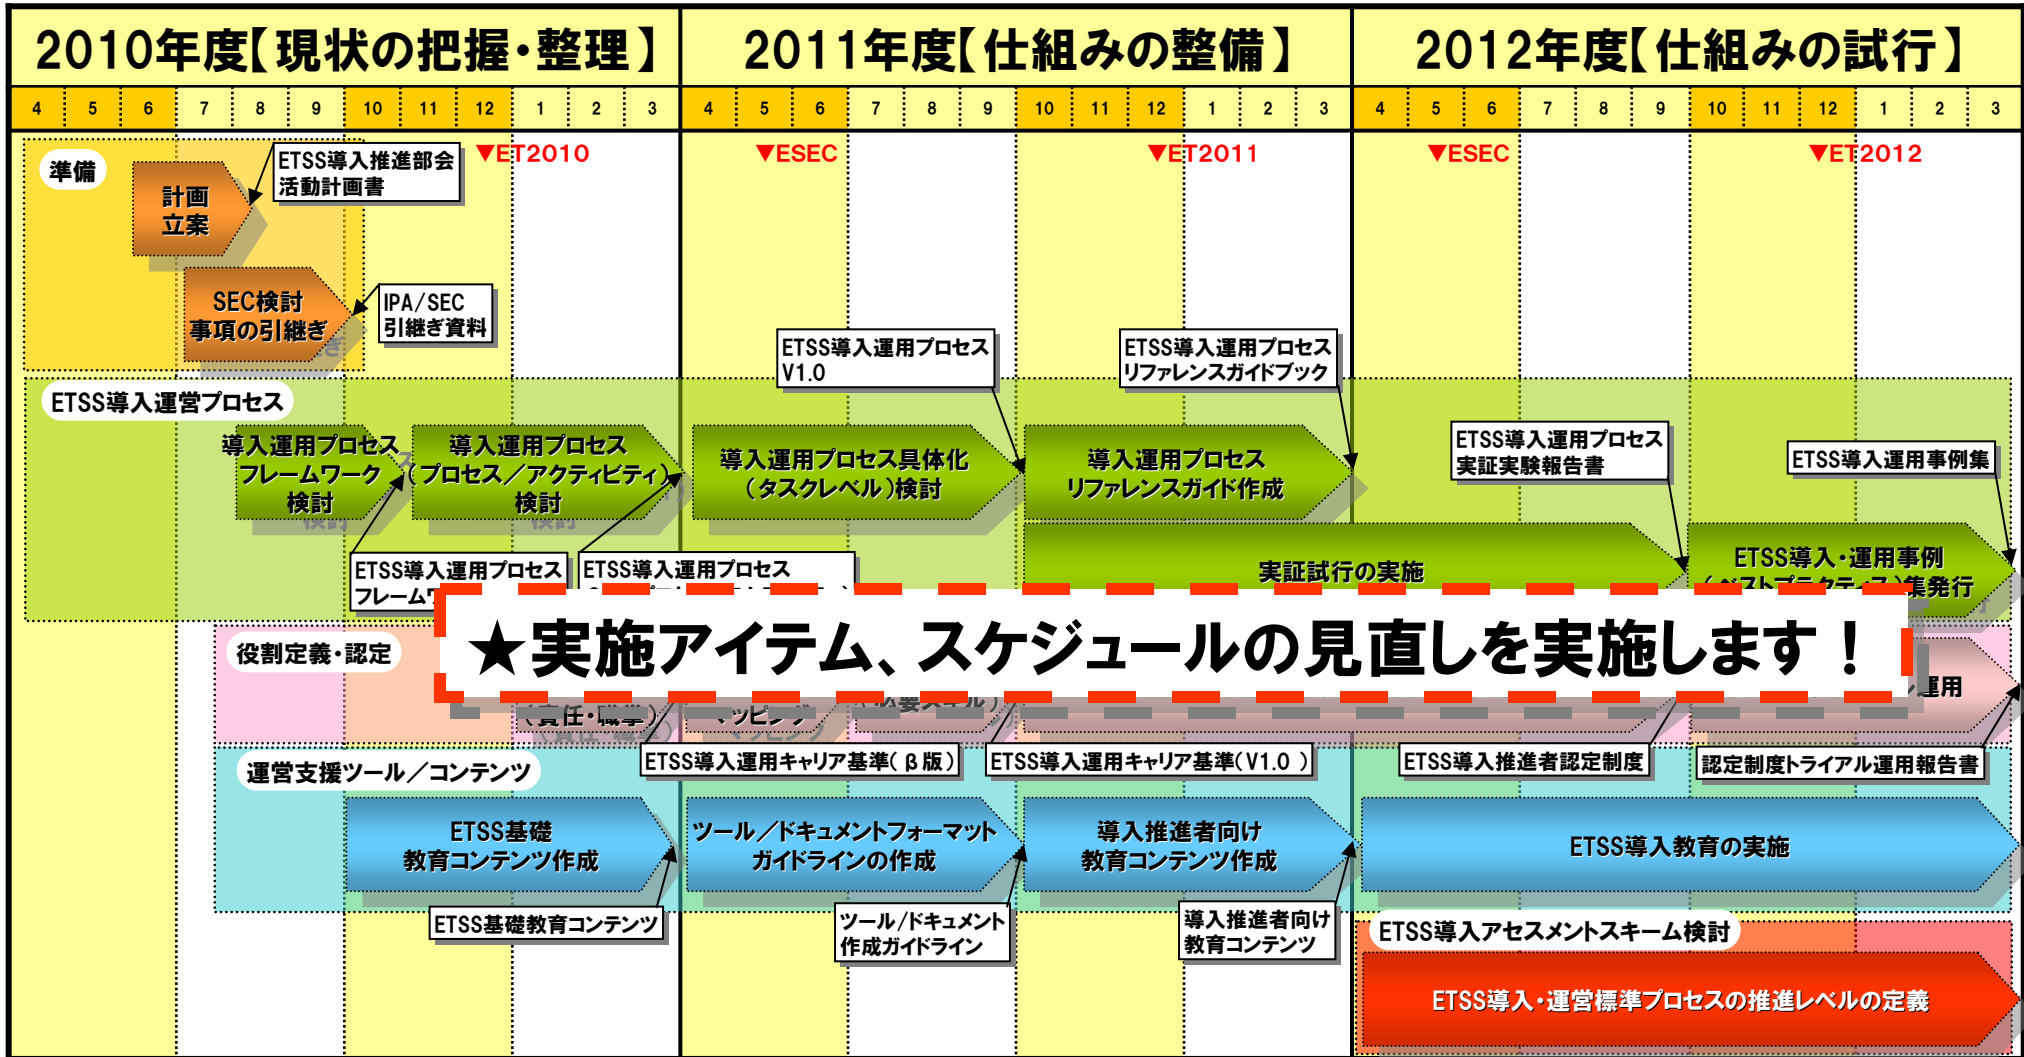 2010年度【現状の把握・整理】
2011年度【仕組みの整備】
2012年度【仕組みの試行】
4 5 6 7 8 9 10 11 12 1 2 3 4 5 6 7 8 9 10 11 12 1 2 3 4 5 6 7 8 9 10 11 12 1 2 3
▼ET2010
▼ESEC
▼ET2011
▼ESEC
▼ET2012
準備
計画
立案
ETSS導入推進部会
活動計画書
SEC検討
事項の引継ぎ
IPA/SEC
引継ぎ資料
ETSS導入運用プロセス
V1.0
ETSS導入運用プロセス
リファレンスガイドブック
ETSS導入運営プロセス
導入運用プロセス
フレームワーク
検討
導入運用プロセス
（プロセス／アクティビティ）
検討
導入運用プロセス具体化
（タスクレベル）検討
導入運用プロセス
リファレンスガイド作成
ETSS導入運用プロセス
実証実験報告書
ETSS導入運用事例集
ETSS導入運用プロセス
フレーム
ETSS導入運用プロセス
実証試行の実施
ETSS導入・運用事例
（ベストプラクティス）集発行
★実施アイテム、スケジュールの見直しを実施します！
役割定義・認定
（責任・職掌）
マッピング
（必要スキル）
運用
ETSS導入運用キャリア基準（β版）
ETSS導入運用キャリア基準（V1.0 ）
ETSS導入推進者認定制度
認定制度トライアル運用報告書
運営支援ツール／コンテンツ
ETSS基礎
教育コンテンツ作成
ツール／ドキュメントフォーマット
ガイドラインの作成
導入推進者向け
教育コンテンツ作成
ETSS導入教育の実施
ETSS基礎教育コンテンツ
ツール/ドキュメント
作成ガイドライン
導入推進者向け
教育コンテンツ
ETSS導入アセスメントスキーム検討
ETSS導入・運営標準プロセスの推進レベルの定義